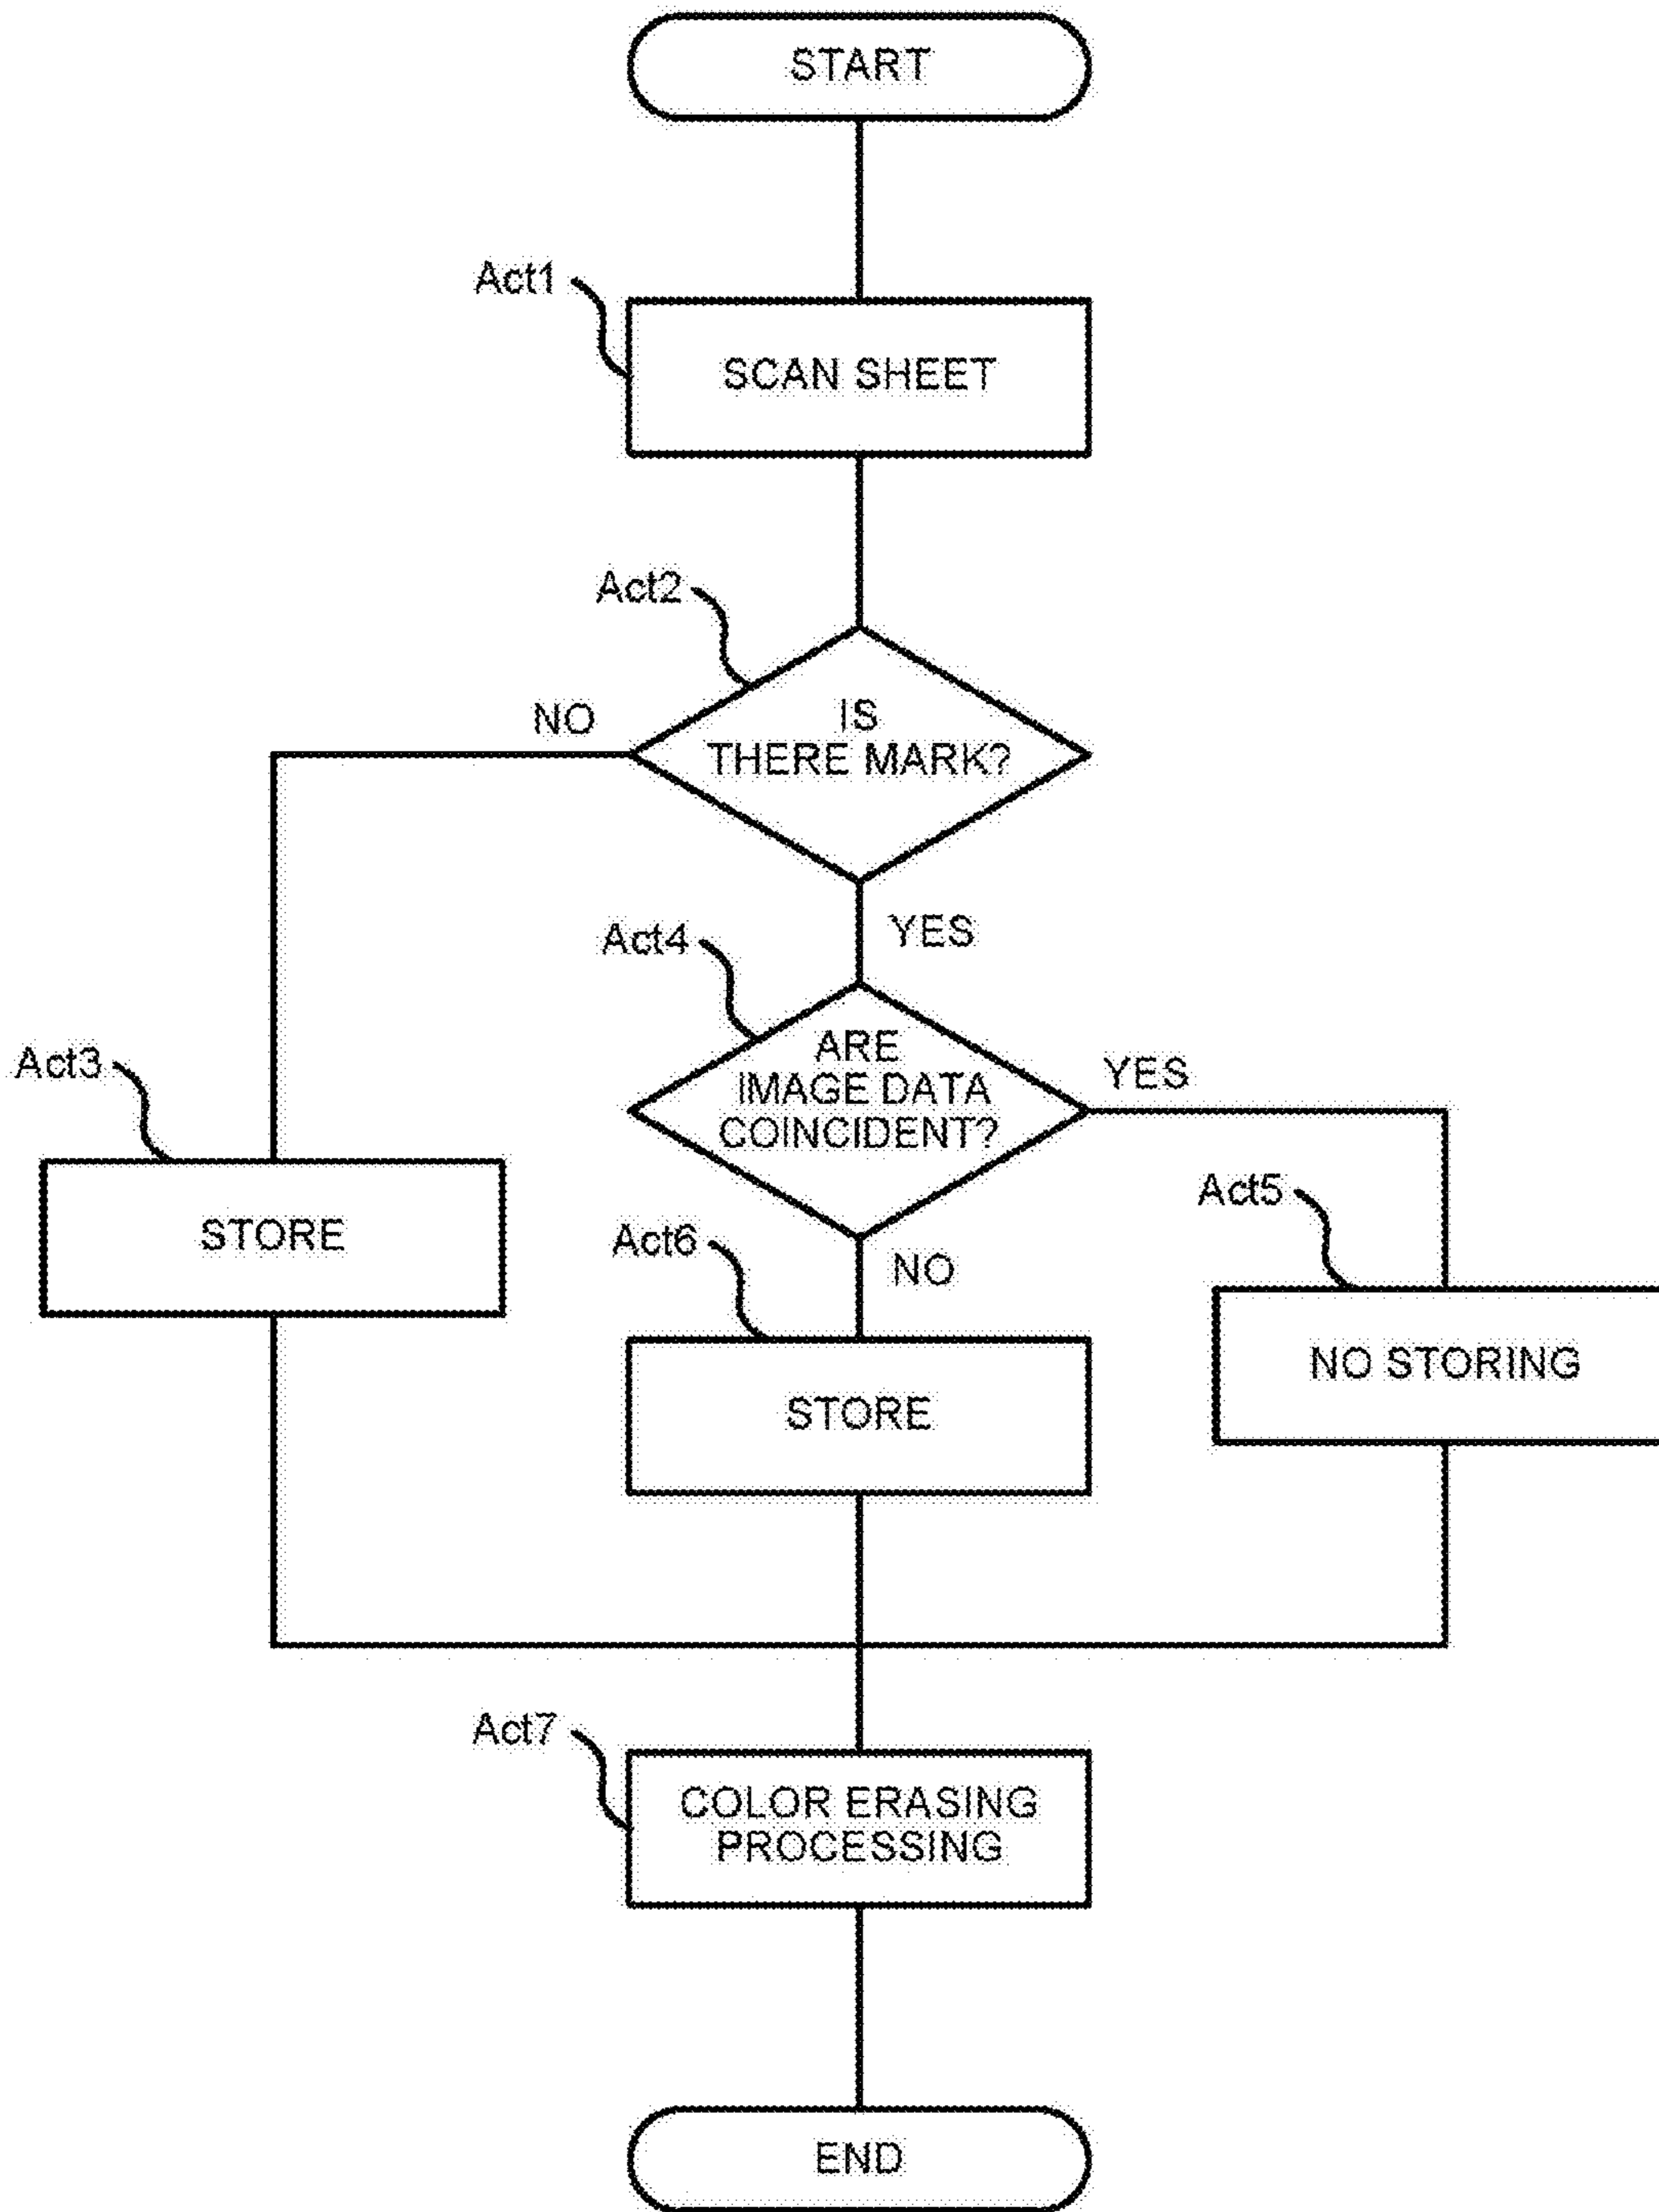 START
Act1
SCAN SHEET
Act2
NO
IS
THERE MARK?
YES
Act4
ARE
IMAGE DATA
COINCIDENT?
YES
Act3
STORE
Act5
NO STORING
Act6
NO
STORE
Act7
COLOR ERASING
PROCESSING
END